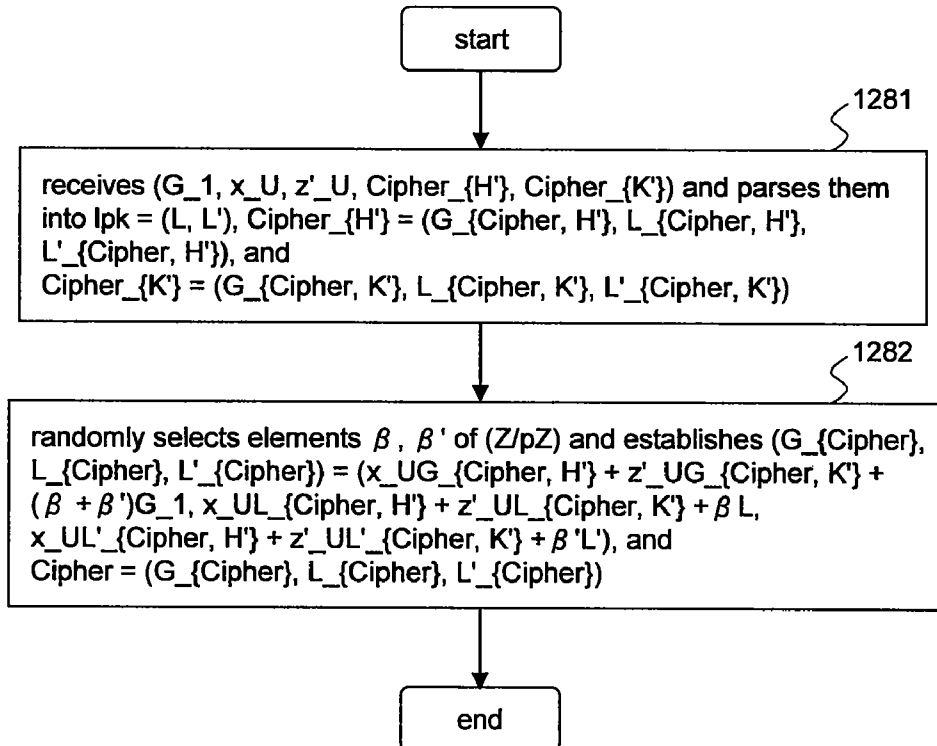 start
1281
receives (G_1, x_U, z'_U, Cipher_{H'}, Cipher_{K'}) and parses them
into lpk = (L, L'), Cipher_{H'} = (G_{Cipher, H'}, L_{Cipher, H'},
L'_{Cipher, H'}), and
Cipher_{K'} = (G_{Cipher, K'}, L_{Cipher, K'}, L'_{Cipher, K'})
1282
randomly selects elements β, β' of (Z/pZ) and establishes (G_{Cipher},
L_{Cipher}, L'_{Cipher}) = (x_UG_{Cipher, H'} + z'_UG_{Cipher, K'} +
(β + β')G_1, x_UL_{Cipher, H'} + z'_UL_{Cipher, K'} + βL,
x_UL'_{Cipher, H'} + z'_UL'_{Cipher, K'} + β'L'), and
Cipher = (G_{Cipher}, L_{Cipher}, L'_{Cipher})
end